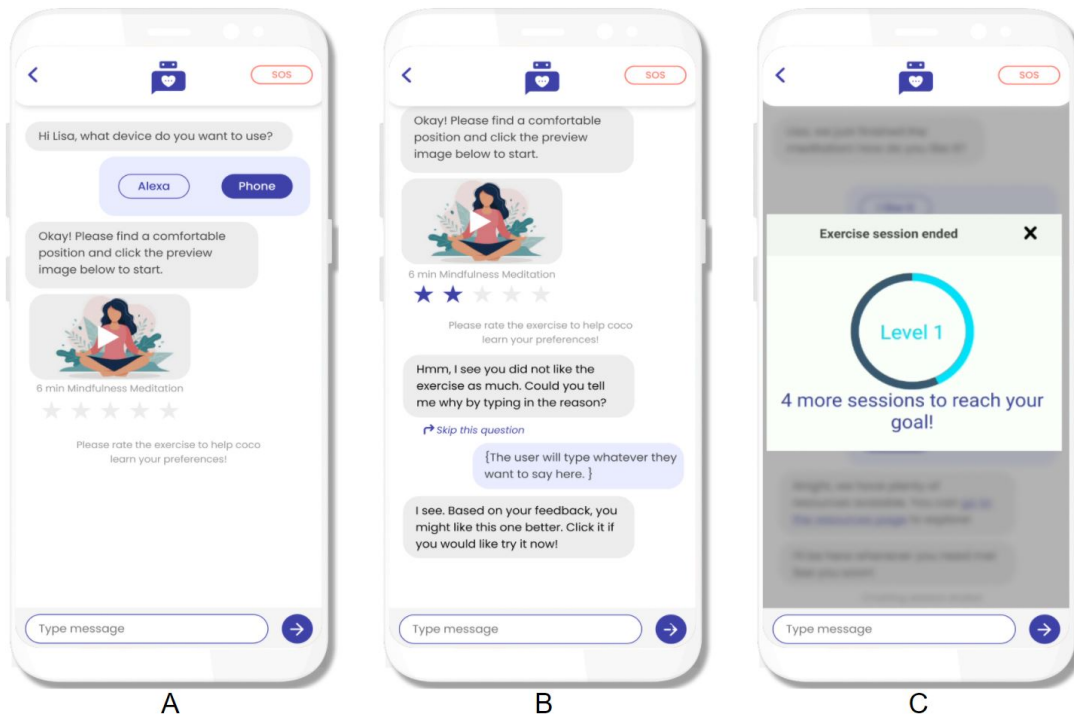 SOS
Hi Lisa, what device do you want to use?
Alexa Phone
Okay! Please find a comfortable
position and click the preview
image below to start.
6 min Mindfulness Meditation
Please rate the exercise to help coco
learn your preferences!
Type message
A
SOS
Okay! Please find a comfortable
position and click the preview
image below to start.
6 min Mindfulness Meditation
Please rate the exercise to help coco
learn your preferences!
Hmm, I see you did not like the
exercise as much. Could you tell
me why by typing in the reason?
Skip this question
{The user will type whatever they
want to say here. }
I see. Based on your feedback, you
might like this one better. Click it if
you would like try it now!
Type message
B
SOS
Exercise session ended
Level 1
4 more sessions to reach your
goal!
Type message
C